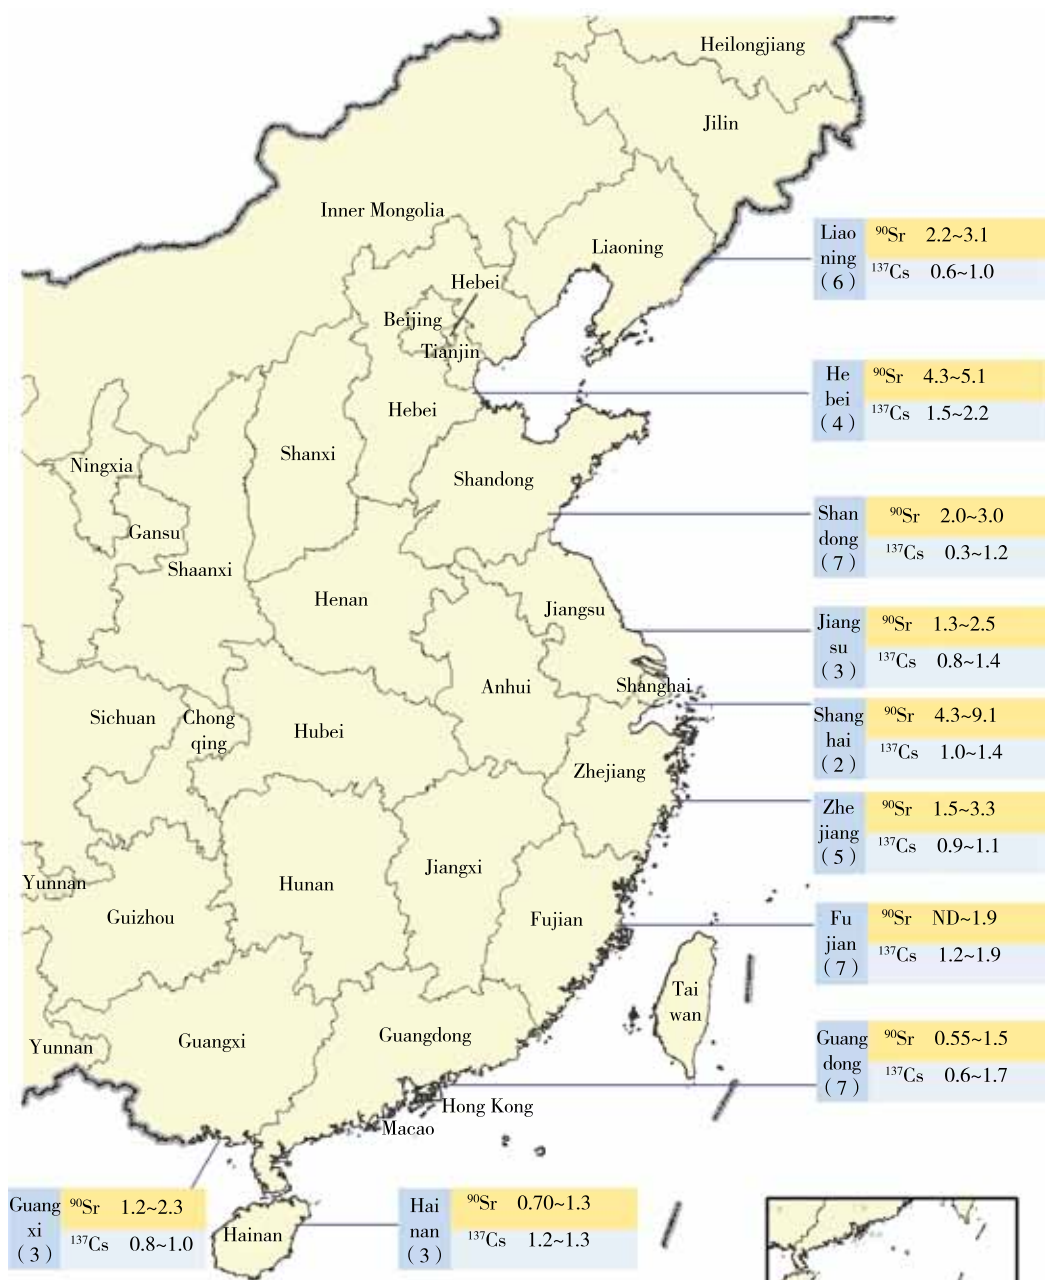 Heilongjiang
Jilin
Inner Mongolia
Liaoning
Hebei
Beijing
Tianjin
Hebei
Shanxi
Ningxia
Shandong
Gansu
Shaanxi
Henan
Jiangsu
Anhui
Shanghai
Sichuan
Chong
qing
Hubei
Zhejiang
Jiangxi
Hunan
Yunnan
Guizhou
Fujian
Tai
wan
Guangdong
Guangxi
Yunnan
Hong Kong
Macao
Hainan
Liao
ning
(6)
⁹⁰Sr 2.2~3.1
¹³⁷Cs 0.6~1.0
He
bei
(4)
⁹⁰Sr 4.3~5.1
¹³⁷Cs 1.5~2.2
Shan
dong
(7)
⁹⁰Sr 2.0~3.0
¹³⁷Cs 0.3~1.2
Jiang
su
(3)
⁹⁰Sr 1.3~2.5
¹³⁷Cs 0.8~1.4
Shang
hai
(2)
⁹⁰Sr 4.3~9.1
¹³⁷Cs 1.0~1.4
Zhe
jiang
(5)
⁹⁰Sr 1.5~3.3
¹³⁷Cs 0.9~1.1
Fu
jian
(7)
⁹⁰Sr ND~1.9
¹³⁷Cs 1.2~1.9
Guang
dong
(7)
⁹⁰Sr 0.55~1.5
¹³⁷Cs 0.6~1.7
Guang
xi
(3)
⁹⁰Sr 1.2~2.3
¹³⁷Cs 0.8~1.0
Hai
nan
(3)
⁹⁰Sr 0.70~1.3
¹³⁷Cs 1.2~1.3